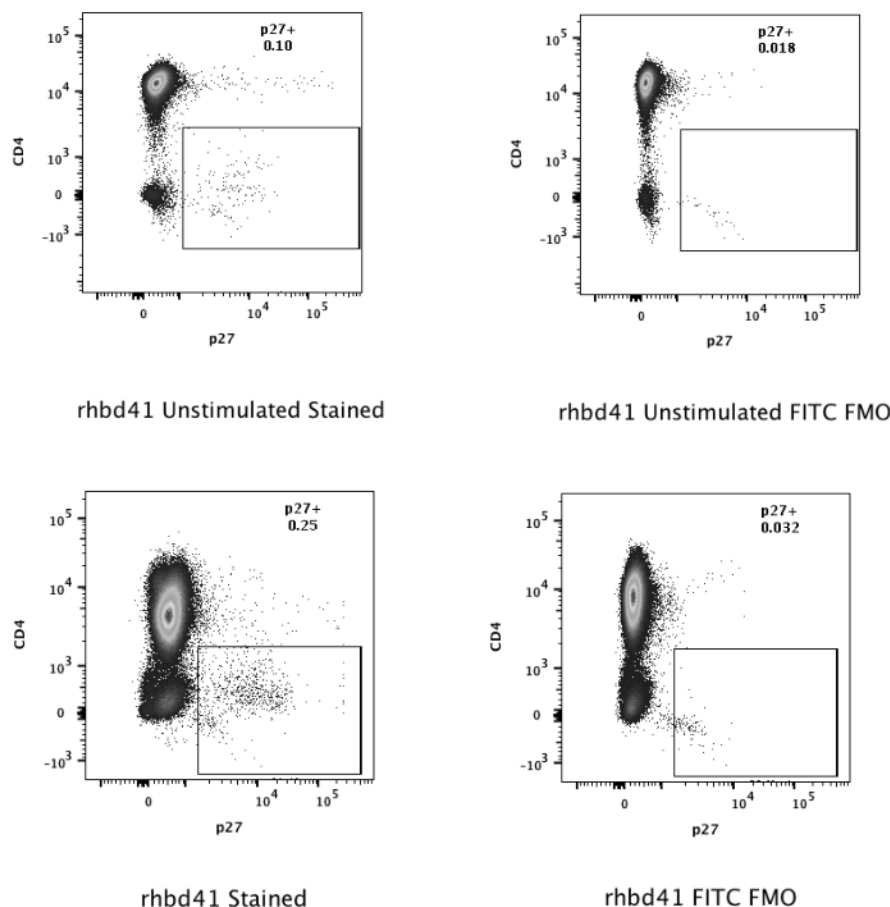 p27+
0.10
10^5
10^4
CD4
10^3
0
-10^3
0
10^4
10^5
p27
rhbd41 Unstimulated Stained
p27+
0.018
10^5
10^4
CD4
10^3
0
-10^3
0
10^4
10^5
p27
rhbd41 Unstimulated FITC FMO
p27+
0.25
10^5
10^4
CD4
10^3
0
-10^3
0
10^4
10^5
p27
rhbd41 Stained
p27+
0.032
10^5
10^4
CD4
10^3
0
-10^3
0
10^4
10^5
p27
rhbd41 FITC FMO